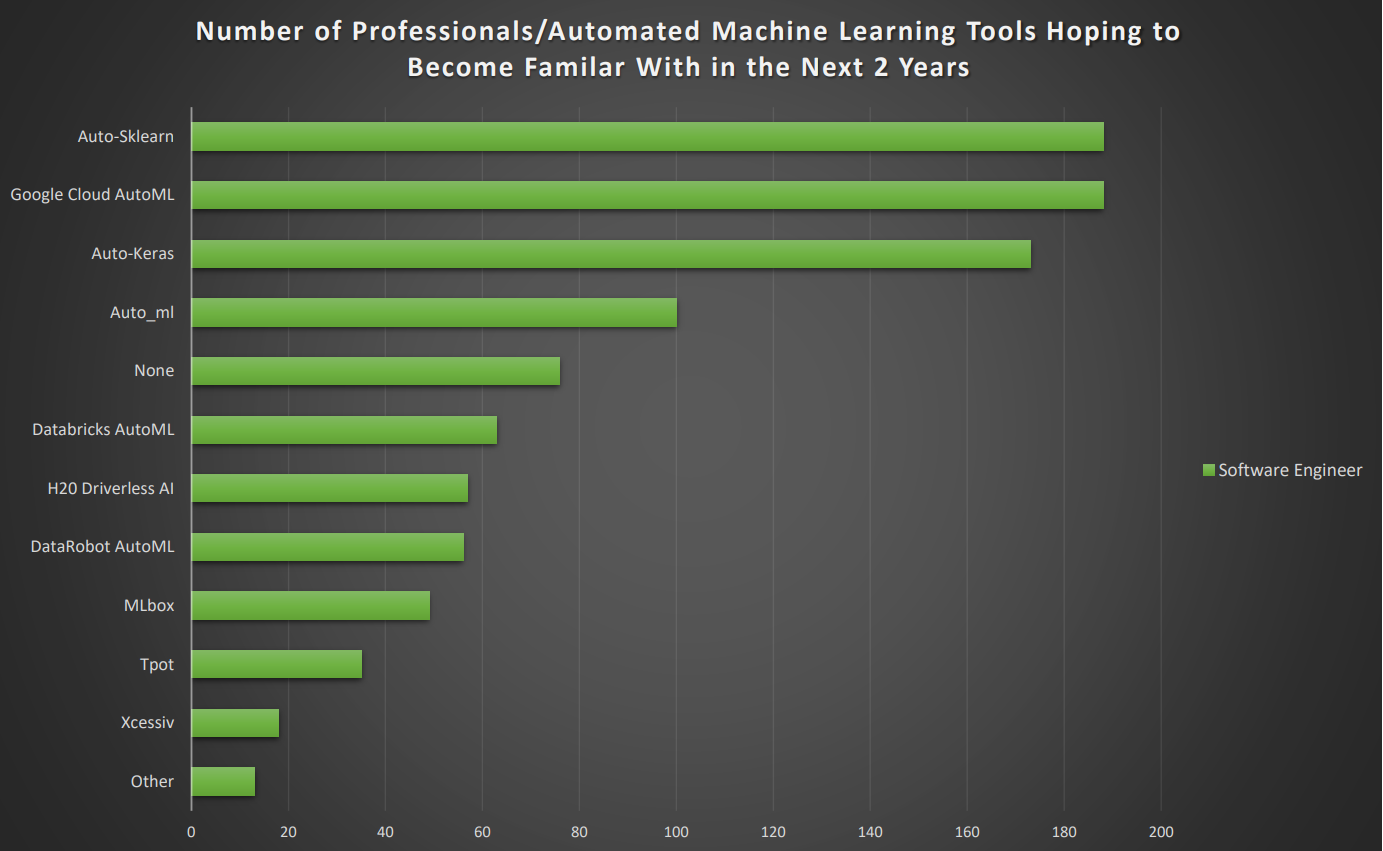 Number of Professionals/Automated Machine Learning Tools Hoping to
Become Familar With in the Next 2 Years
Auto-Sklearn
Google Cloud AutoML
Auto-Keras
Auto_ml
None
Databricks AutoML
H20 Driverless AI
DataRobot AutoML
MLbox
Tpot
Xcessiv
Other
0 20 40 60 80 100 120 140 160 180 200
Software Engineer